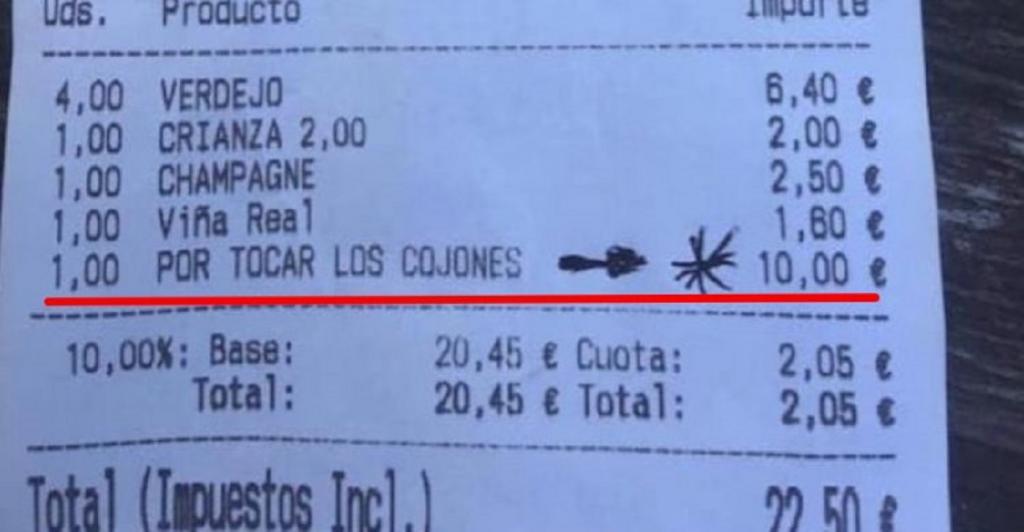 Uds. Producto Importe
4,00 VERDEJO 6,40 €
1,00 CRIANZA 2,00 2,00 €
1,00 CHAMPAGNE 2,50 €
1,00 Viña Real 1,60 €
1,00 POR TOCAR LOS COJONES 10,00 €
10,00%: Base: 20,45 € Cuota: 2,05 €
Total: 20,45 € Total: 2,05 €
Total (Impuestos Incl.) 22,50 €